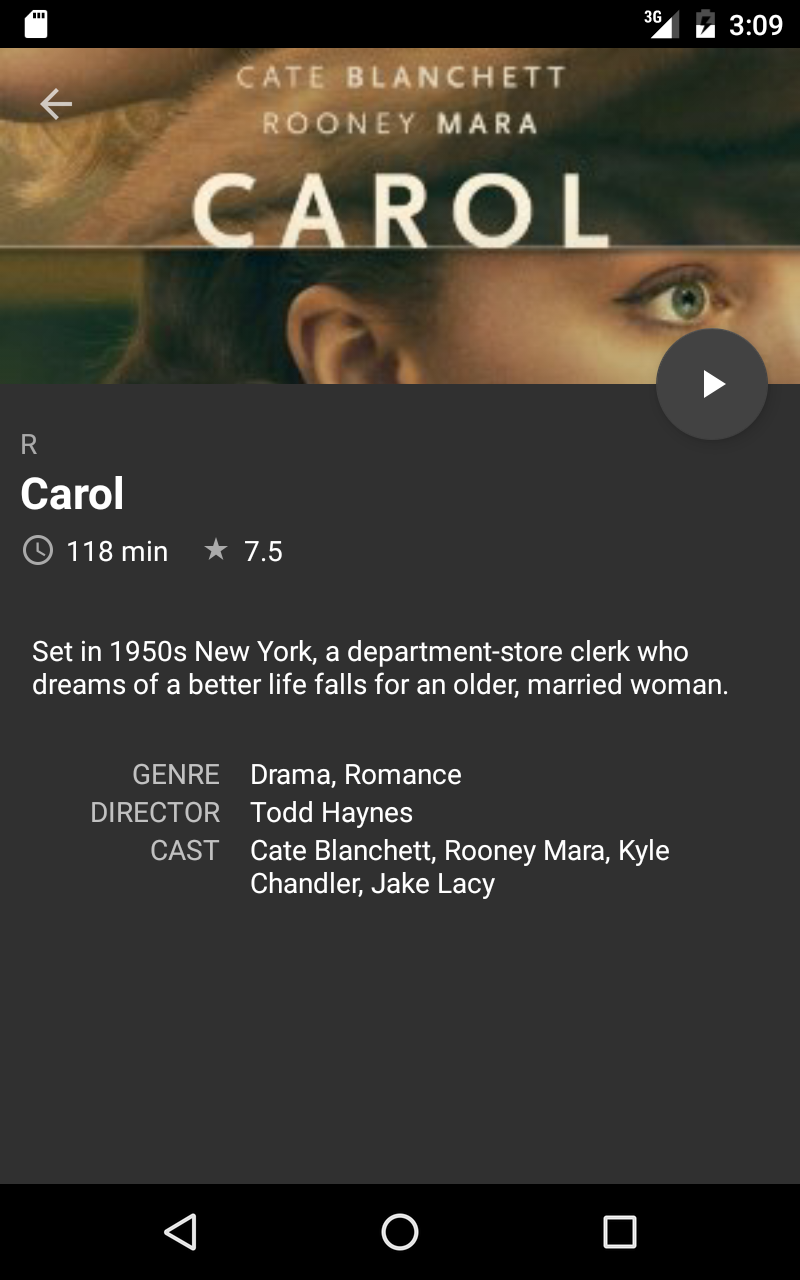 3G 3:09
CATE BLANCHETT
ROONEY MARA
CAROL
R
Carol
118 min 7.5
Set in 1950s New York, a department-store clerk who
dreams of a better life falls for an older, married woman.
GENRE Drama, Romance
DIRECTOR Todd Haynes
CAST Cate Blanchett, Rooney Mara, Kyle
Chandler, Jake Lacy